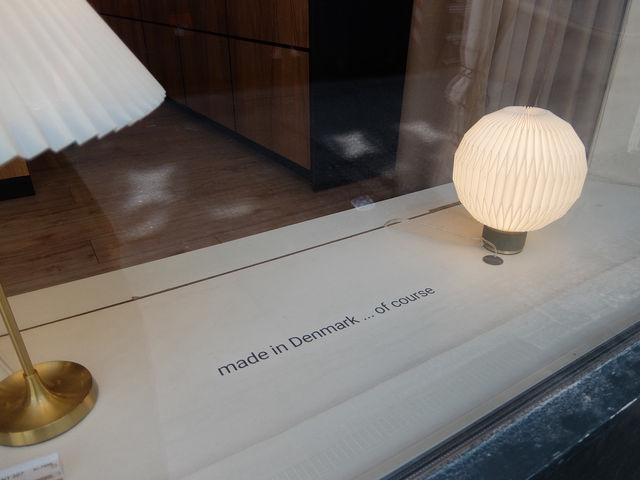 made in Denmark ... of course